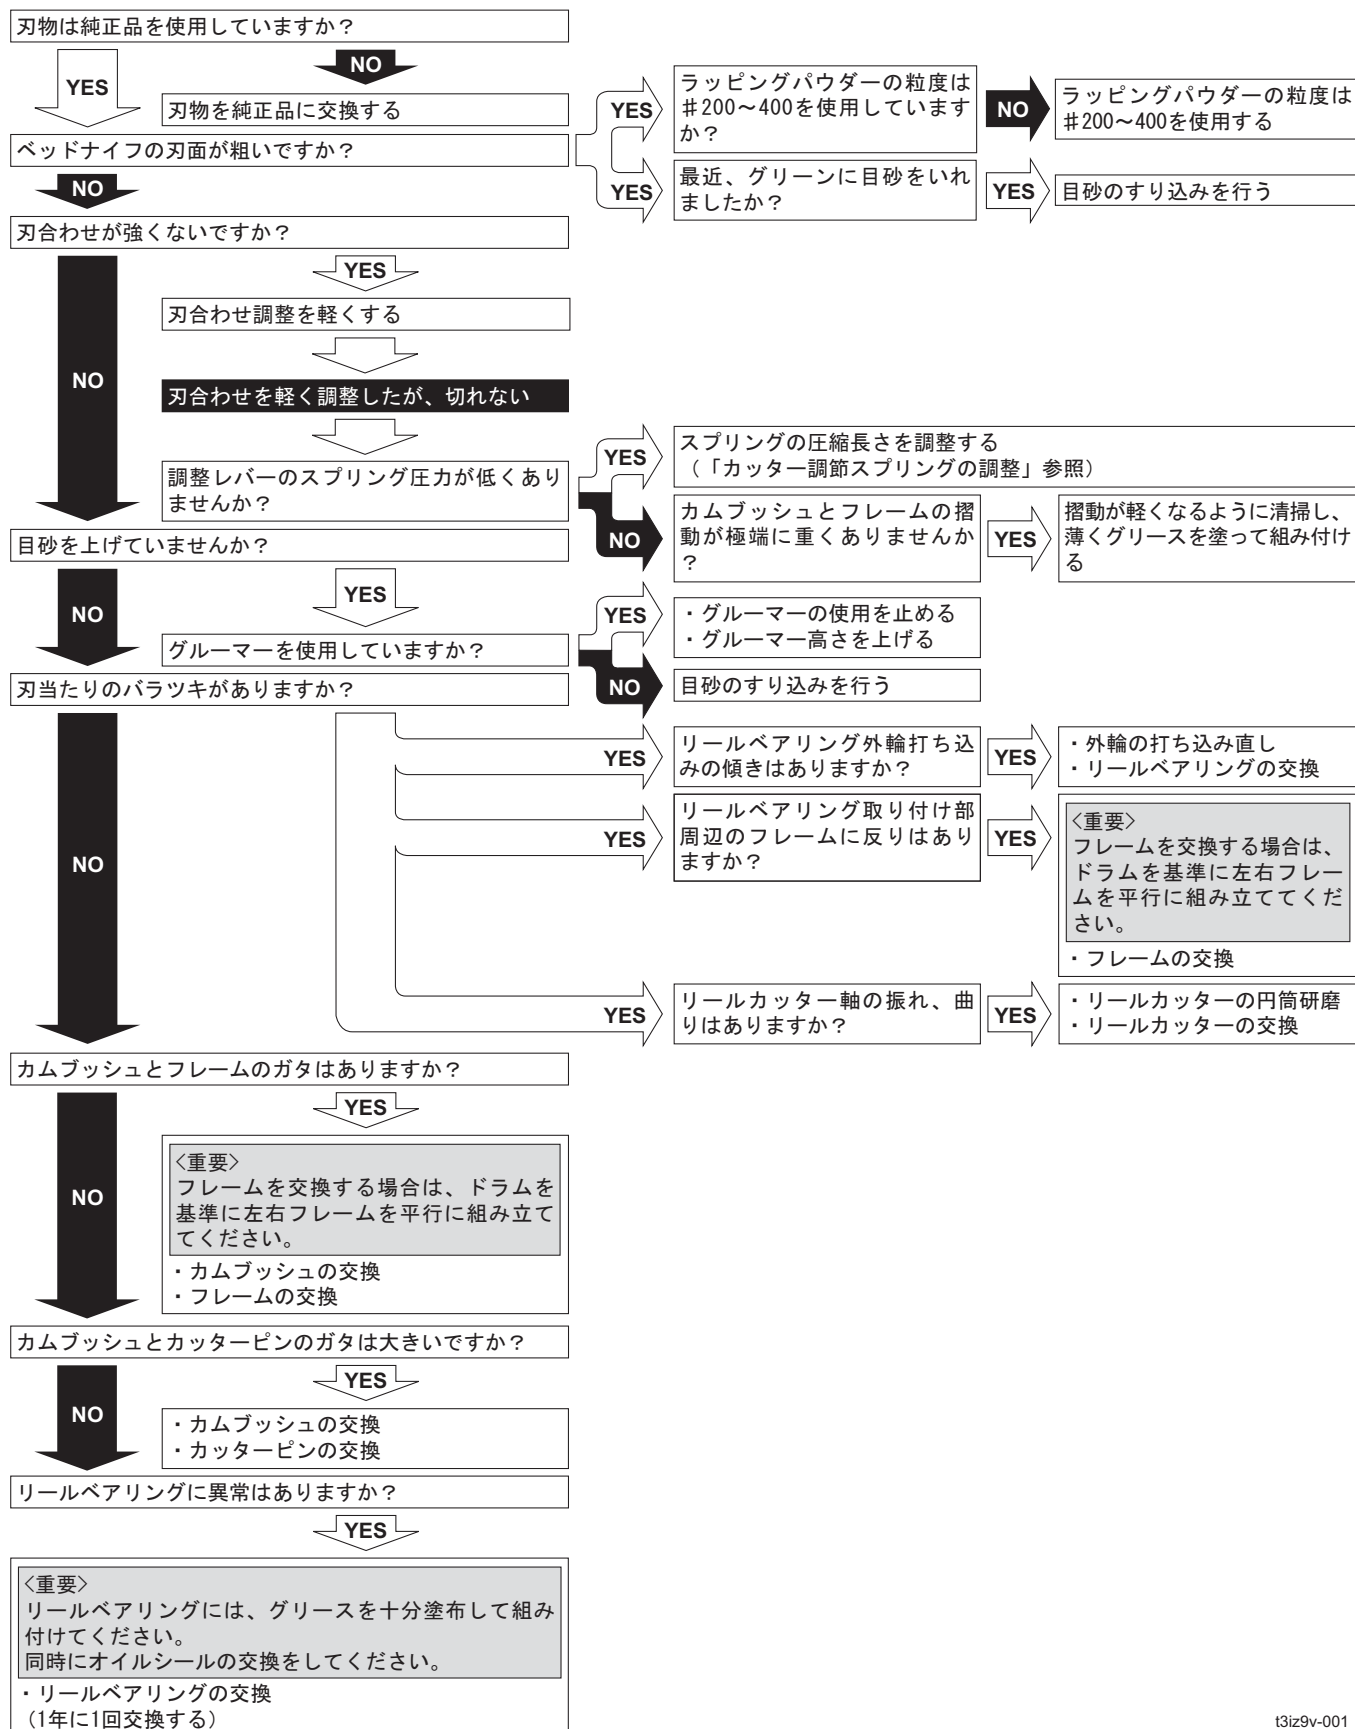 刃物は純正品を使用していますか？
YES
NO
刃物を純正品に交換する
ベッドナイフの刃面が粗いですか？
YES
ラッピングパウダーの粒度は
♯200～400を使用しています
か？
NO
ラッピングパウダーの粒度は
♯200～400を使用する
YES
最近、グリーンに目砂をいれ
ましたか？
YES
目砂のすり込みを行う
NO
刃合わせが強くないですか？
YES
刃合わせ調整を軽くする
NO
刃合わせを軽く調整したが、切れない
調整レバーのスプリング圧力が低くあり
ませんか？
YES
スプリングの圧縮長さを調整する
（「カッター調節スプリングの調整」参照）
NO
カムブッシュとフレームの摺
動が極端に重くありませんか
？
YES
摺動が軽くなるように清掃し、
薄くグリースを塗って組み付け
る
目砂を上げていませんか？
NO
YES
グルーマーを使用していますか？
YES
・グルーマーの使用を止める
・グルーマー高さを上げる
NO
目砂のすり込みを行う
刃当たりのバラツキがありますか？
YES
リールベアリング外輪打ち込
みの傾きはありますか？
YES
・外輪の打ち込み直し
・リールベアリングの交換
YES
リールベアリング取り付け部
周辺のフレームに反りはあり
ますか？
YES
〈重要〉
フレームを交換する場合は、
ドラムを基準に左右フレー
ムを平行に組み立ててくだ
さい。
・フレームの交換
NO
YES
リールカッター軸の振れ、曲
りはありますか？
YES
・リールカッターの円筒研磨
・リールカッターの交換
カムブッシュとフレームのガタはありますか？
YES
NO
〈重要〉
フレームを交換する場合は、ドラムを
基準に左右フレームを平行に組み立て
てください。
・カムブッシュの交換
・フレームの交換
カムブッシュとカッターピンのガタは大きいですか？
YES
NO
・カムブッシュの交換
・カッターピンの交換
リールベアリングに異常はありますか？
YES
〈重要〉
リールベアリングには、グリースを十分塗布して組み
付けてください。
同時にオイルシールの交換をしてください。
・リールベアリングの交換
（1年に1回交換する）
t3iz9v-001